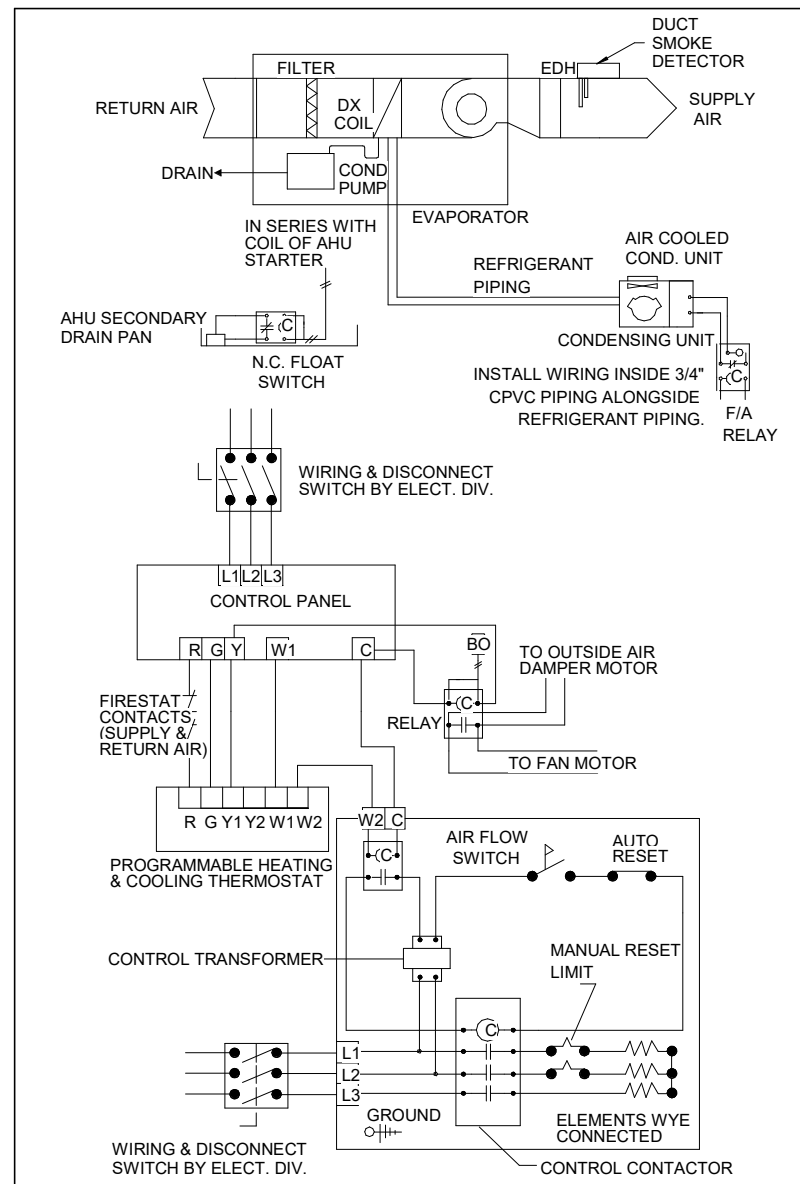 DUCT
SMOKE
DETECTOR
FILTER
EDH
RETURN AIR
DX
COIL
SUPPLY
AIR
DRAIN
COND
PUMP
EVAPORATOR
IN SERIES WITH
COIL OF AHU
STARTER
AIR COOLED
COND. UNIT
REFRIGERANT
PIPING
AHU SECONDARY
DRAIN PAN
C
N.C. FLOAT
SWITCH
CONDENSING UNIT
INSTALL WIRING INSIDE 3/4"
CPVC PIPING ALONGSIDE
REFRIGERANT PIPING.
C
F/A
RELAY
WIRING & DISCONNECT
SWITCH BY ELECT. DIV.
L1 L2 L3
CONTROL PANEL
R G Y W1 C
BO
TO OUTSIDE AIR
DAMPER MOTOR
FIRESTAT
CONTACTS
(SUPPLY &
RETURN AIR)
C
RELAY
TO FAN MOTOR
R G Y1 Y2 W1 W2
W2 C
PROGRAMMABLE HEATING
& COOLING THERMOSTAT
C
AIR FLOW
SWITCH
AUTO
RESET
CONTROL TRANSFORMER
MANUAL RESET
LIMIT
C
L1
L2
L3
GROUND
ELEMENTS WYE
CONNECTED
WIRING & DISCONNECT
SWITCH BY ELECT. DIV.
CONTROL CONTACTOR